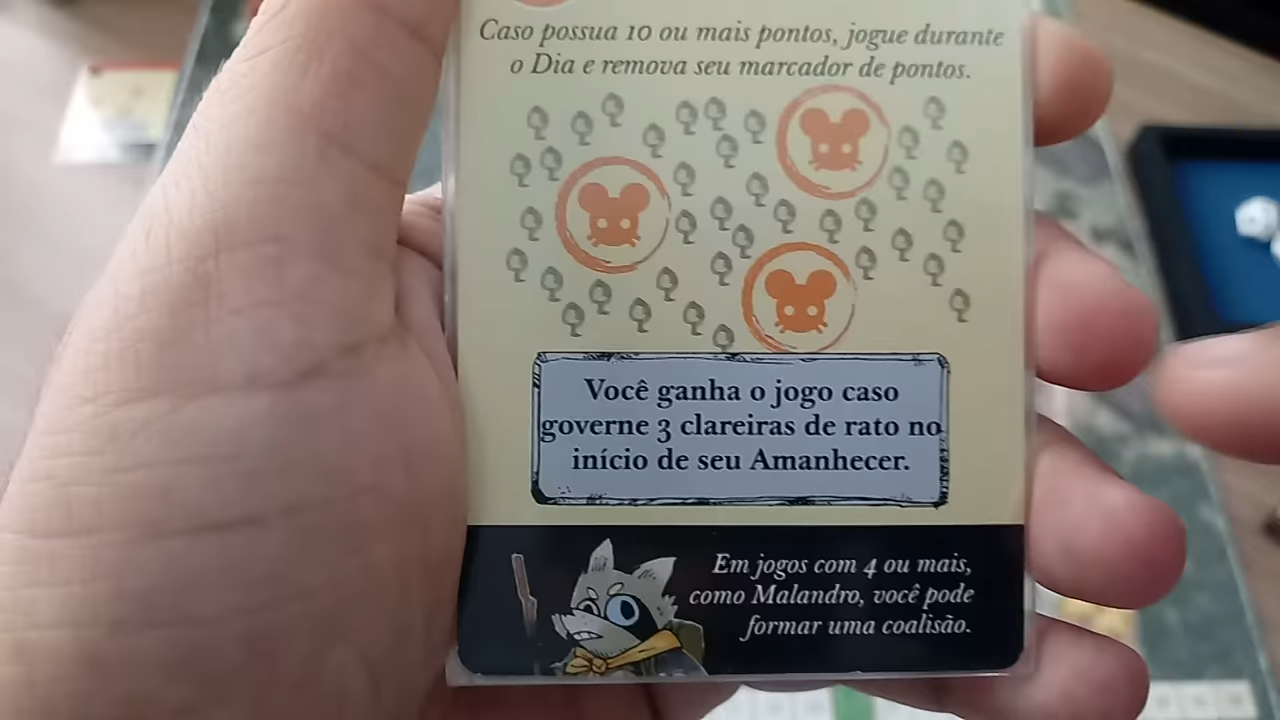 Caso possua 10 ou mais pontos, jogue durante
o Dia e remova seu marcador de pontos.
Você ganha o jogo caso
governe 3 clareiras de rato no
início de seu Amanhecer.
Em jogos com 4 ou mais,
como Malandro, você pode
formar uma coalisão.